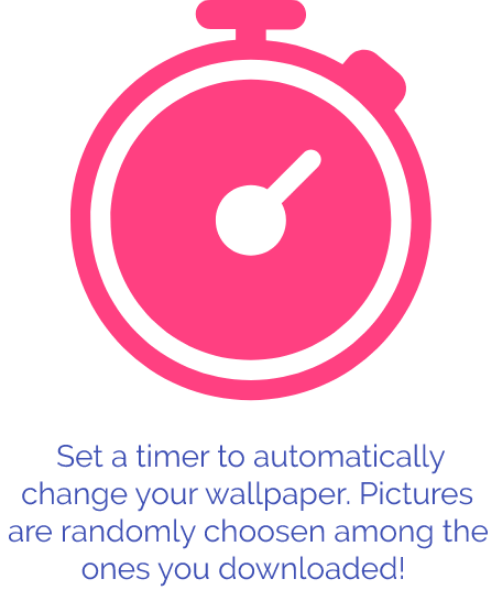 Set a timer to automatically
change your wallpaper. Pictures
are randomly choosen among the
ones you downloaded!